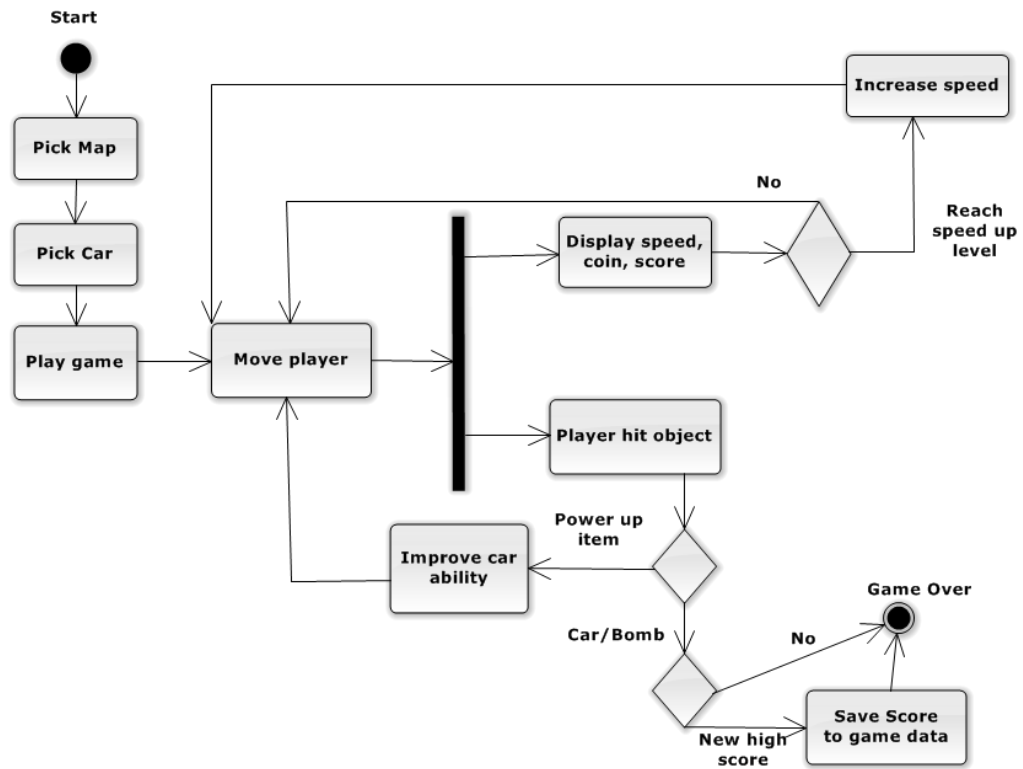 Start
Increase speed
Pick Map
No
Reach
speed up
level
Pick Car
Display speed,
coin, score
Play game
Move player
Player hit object
Power up
item
Improve car
ability
Game Over
Car/Bomb
No
Save Score
to game data
New high
score